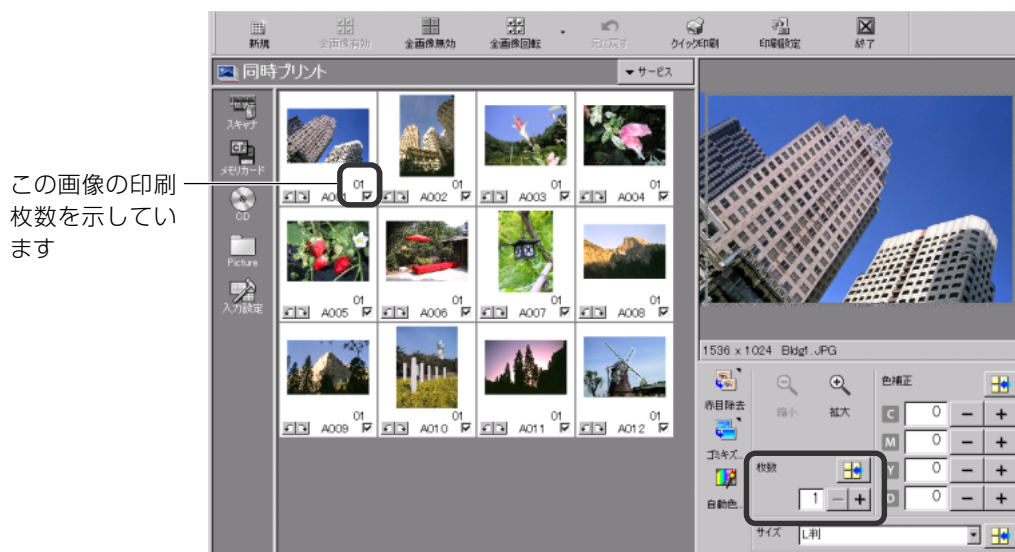 新規 全画像有効 全画像無効 全画像回転 元に戻す クイック印刷 印刷設定 終了
同時プリント サービス
スキャナ
メモリカード
CD
Picture
入力設定
この画像の印刷
枚数を示してい
ます
01 01 01 01
A001 A002 A003 A004
01 01 01 01
A005 A006 A007 A008
01 01 01 01
A009 A010 A011 A012
1536 x 1024 Bldg1.JPG
赤目除去 縮小 拡大 色補正
C 0 − +
M 0 − +
ゴミキズ...
枚数
Y 0 − +
1 − +
D 0 − +
自動色...
サイズ L判